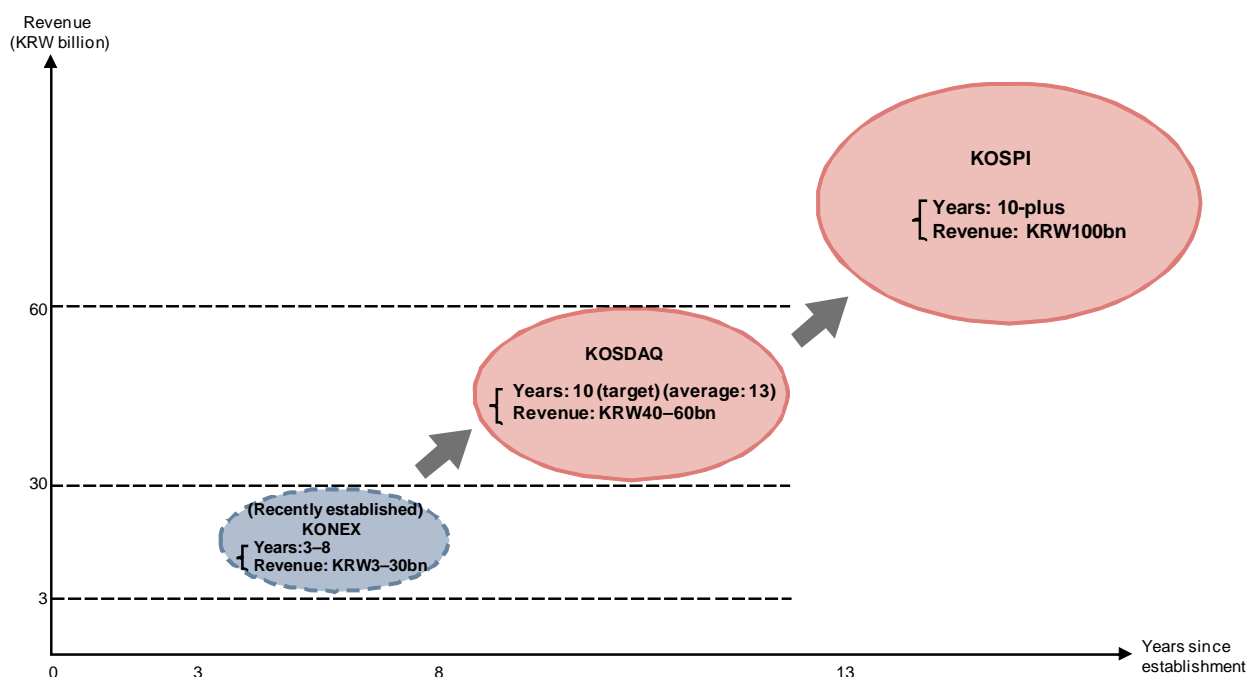 Revenue
(KRW billion)
KOSPI
Years: 10-plus
Revenue: KRW100bn
60
KOSDAQ
Years: 10 (target) (average: 13)
Revenue: KRW40–60bn
30
(Recently established)
KONEX
Years:3–8
Revenue: KRW3–30bn
3
Years since
establishment
0 3 8 13